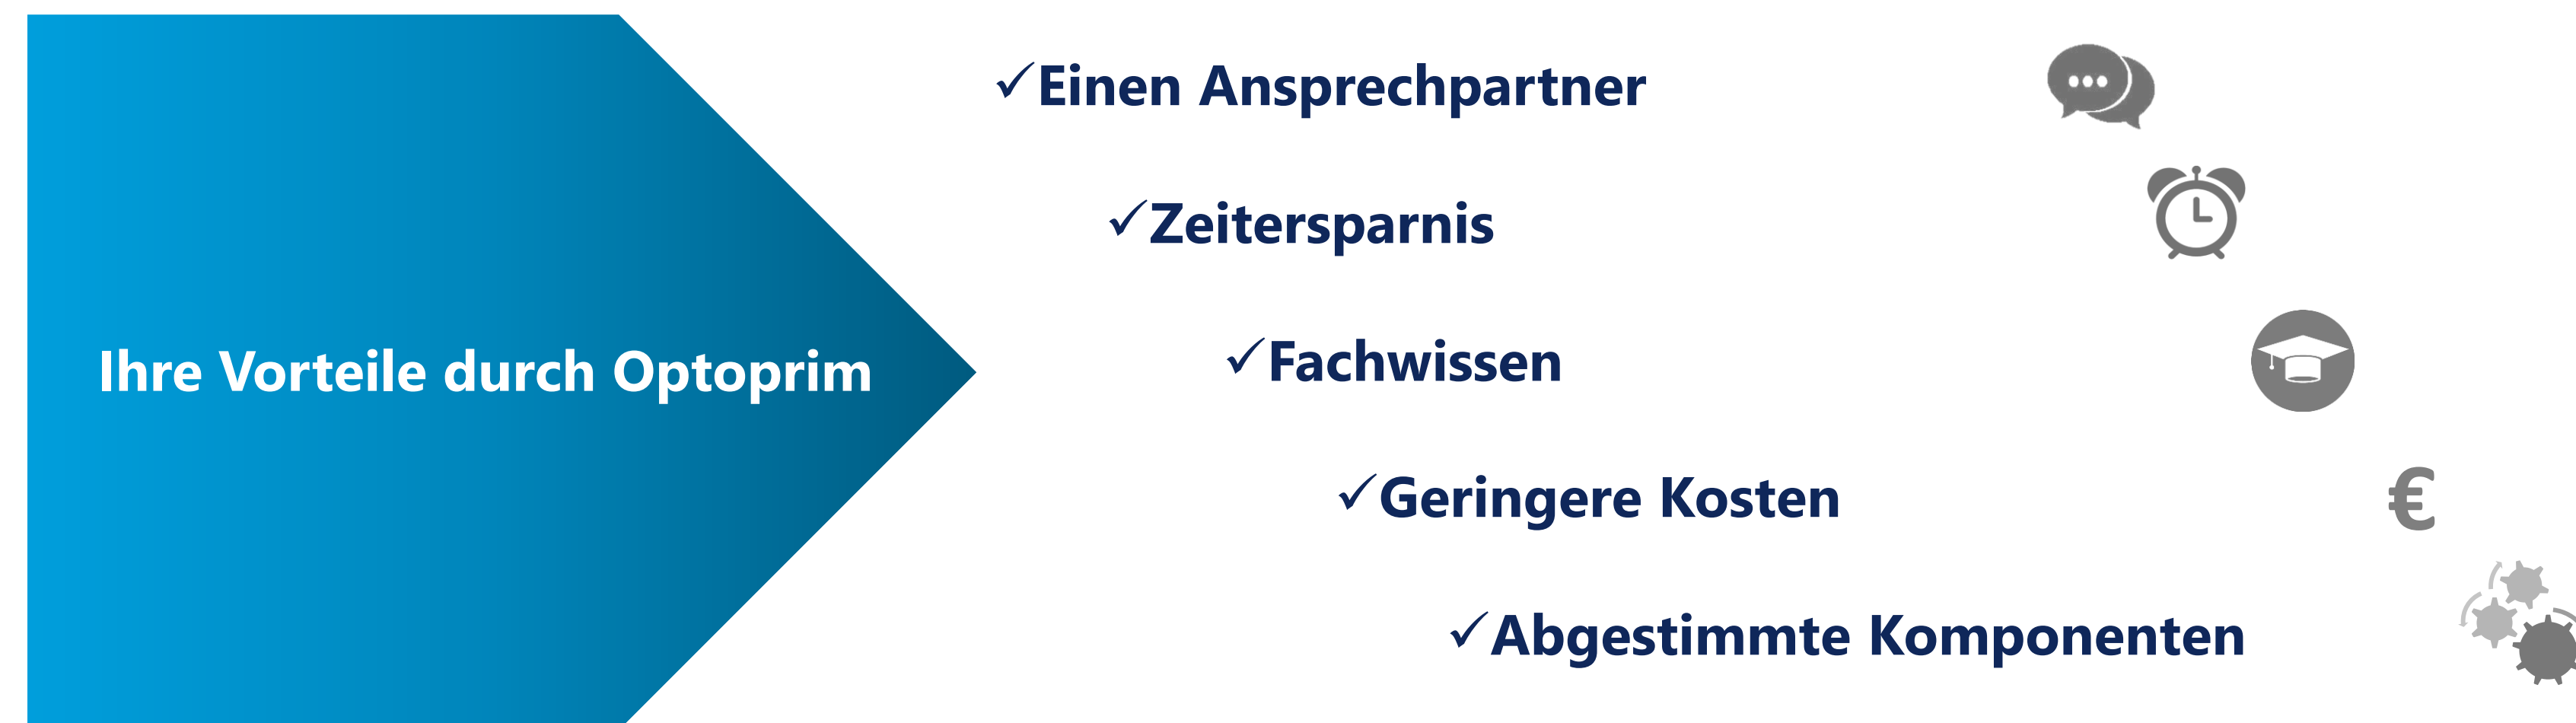 Ihre Vorteile durch Optoprim
✓Einen Ansprechpartner
✓Zeitersparnis
✓Fachwissen
✓Geringere Kosten
€
✓Abgestimmte Komponenten